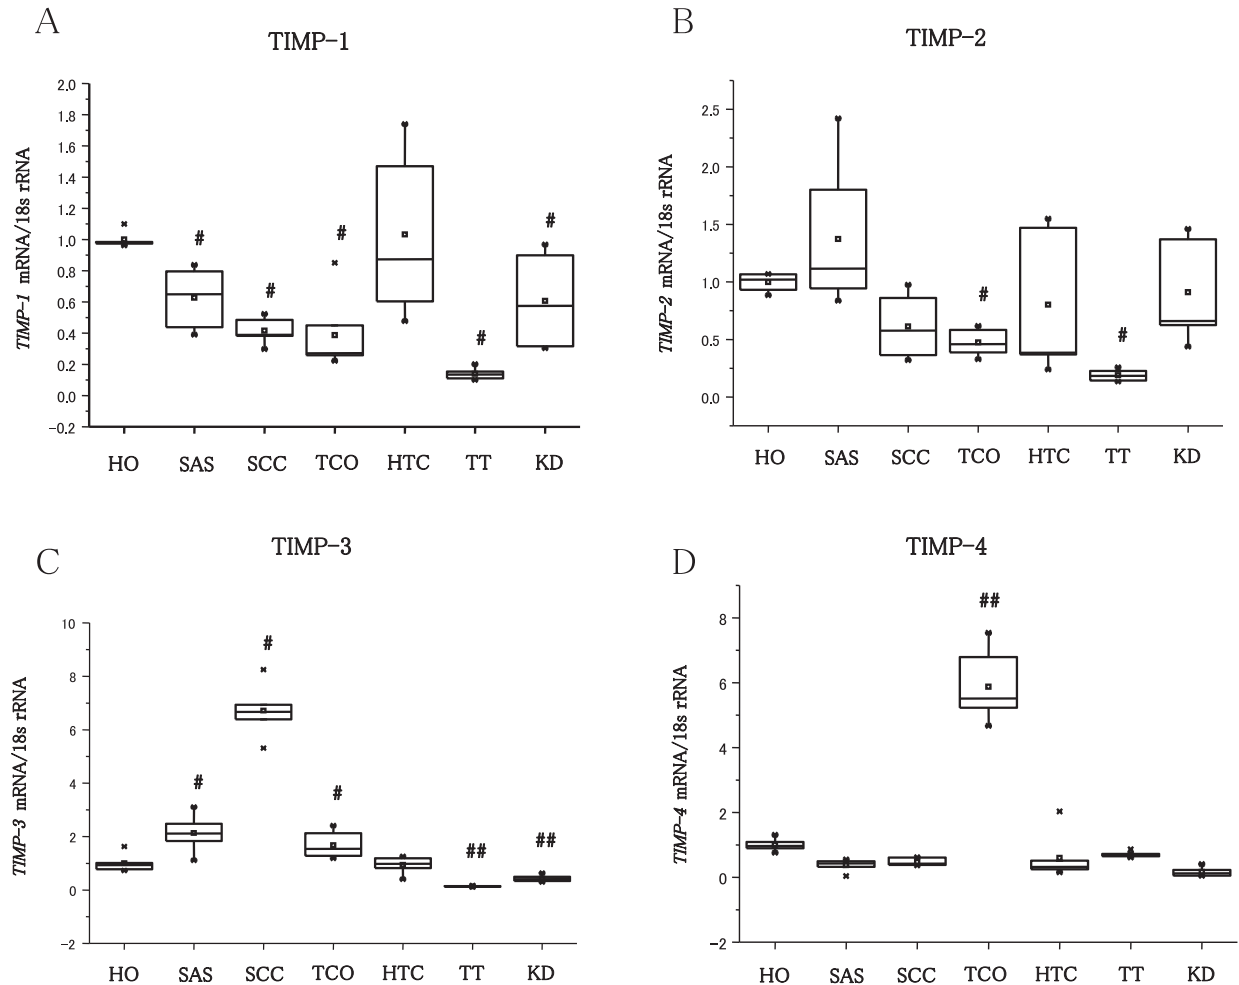 A
TIMP-1
TIMP-1 mRNA/18s rRNA
2.0
1.8
1.6
1.4
1.2
1.0
0.8
0.6
0.4
0.2
0.0
-0.2
# # # # #
HO SAS SCC TCO HTC TT KD
B
TIMP-2
TIMP-2 mRNA/18s rRNA
2.5
2.0
1.5
1.0
0.5
0.0
# #
HO SAS SCC TCO HTC TT KD
C
TIMP-3
TIMP-3 mRNA/18s rRNA
10
8
6
4
2
0
-2
# # # ## ##
HO SAS SCC TCO HTC TT KD
D
TIMP-4
TIMP-4 mRNA/18s rRNA
8
6
4
2
0
-2
##
HO SAS SCC TCO HTC TT KD